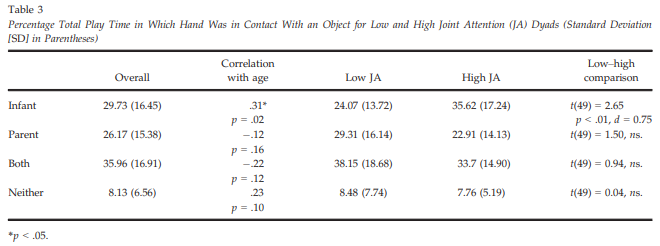 Table 3
Percentage Total Play Time in Which Hand Was in Contact With an Object for Low and High Joint Attention (JA) Dyads (Standard Deviation
[SD] in Parentheses)
Overall Correlation with age Low JA High JA Low–high comparison
Infant 29.73 (16.45) .31* 24.07 (13.72) 35.62 (17.24) t(49) = 2.65
p = .02 p < .01, d = 0.75
Parent 26.17 (15.38) −.12 29.31 (16.14) 22.91 (14.13) t(49) = 1.50, ns.
p = .16
Both 35.96 (16.91) −.22 38.15 (18.68) 33.7 (14.90) t(49) = 0.94, ns.
p = .12
Neither 8.13 (6.56) .23 8.48 (7.74) 7.76 (5.19) t(49) = 0.04, ns.
p = .10
*p < .05.